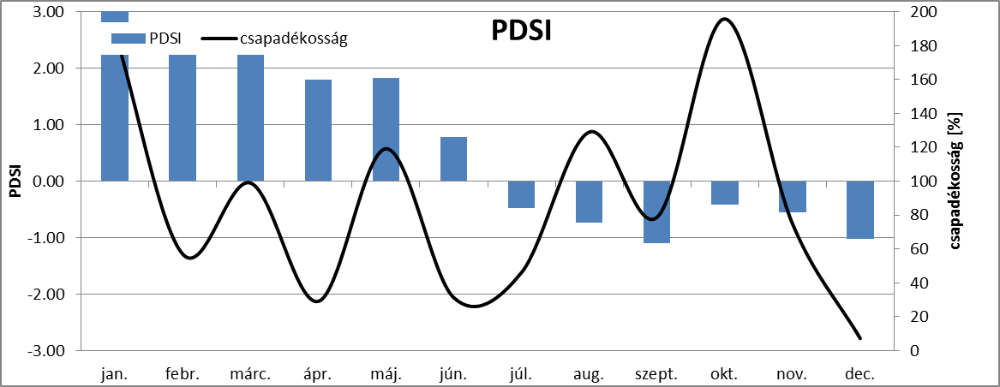 PDSI
PDSI
csapadékosság
3.00
2.00
1.00
0.00
-1.00
-2.00
-3.00
PDSI
200
180
160
140
120
100
80
60
40
20
0
csapadékosság [%]
jan.
febr.
márc.
ápr.
máj.
jún.
júl.
aug.
szept.
okt.
nov.
dec.